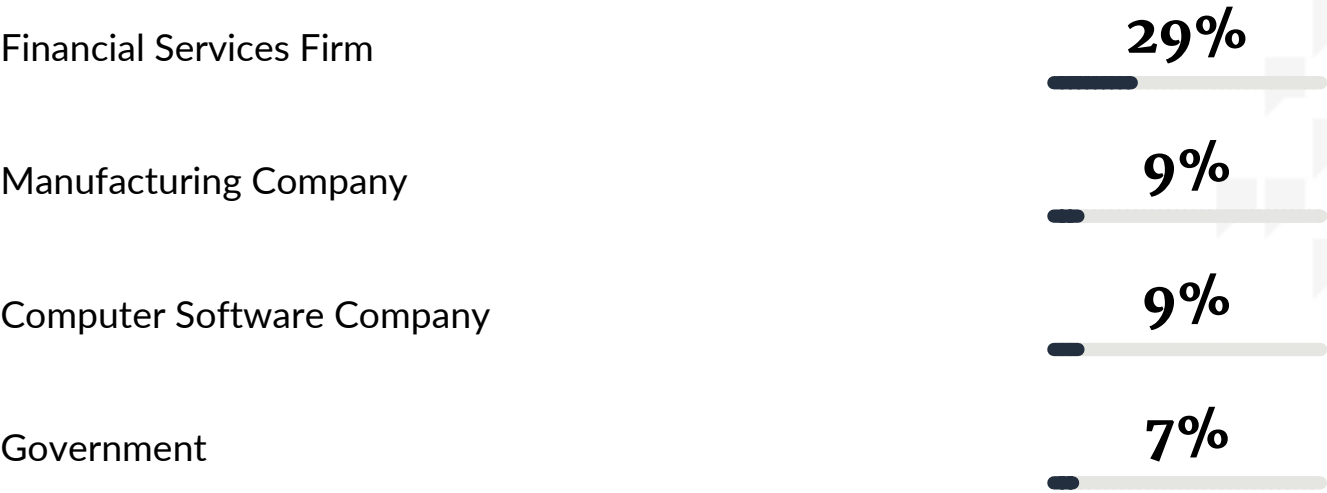 Financial Services Firm 29%
Manufacturing Company 9%
Computer Software Company 9%
Government 7%